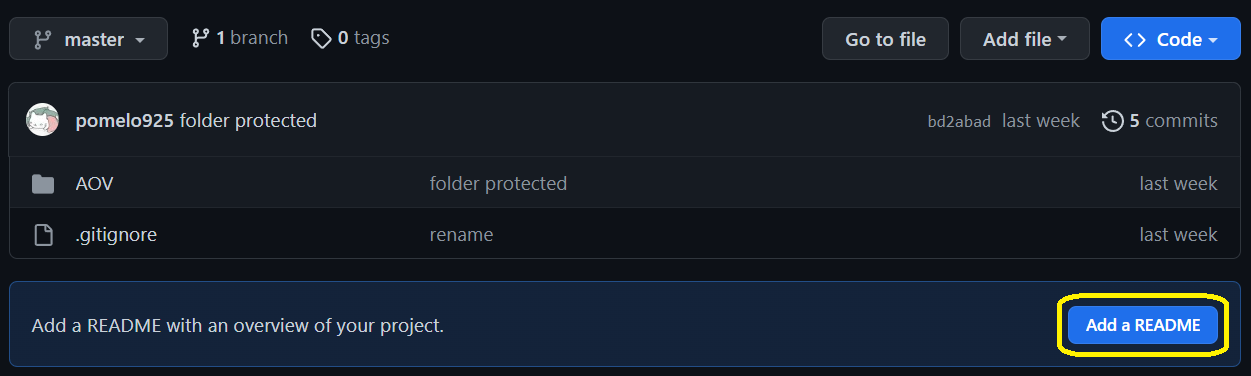 master 1 branch 0 tags Go to file Add file Code
pomelo925 folder protected bd2abad last week 5 commits
AOV folder protected last week
.gitignore rename last week
Add a README with an overview of your project. Add a README